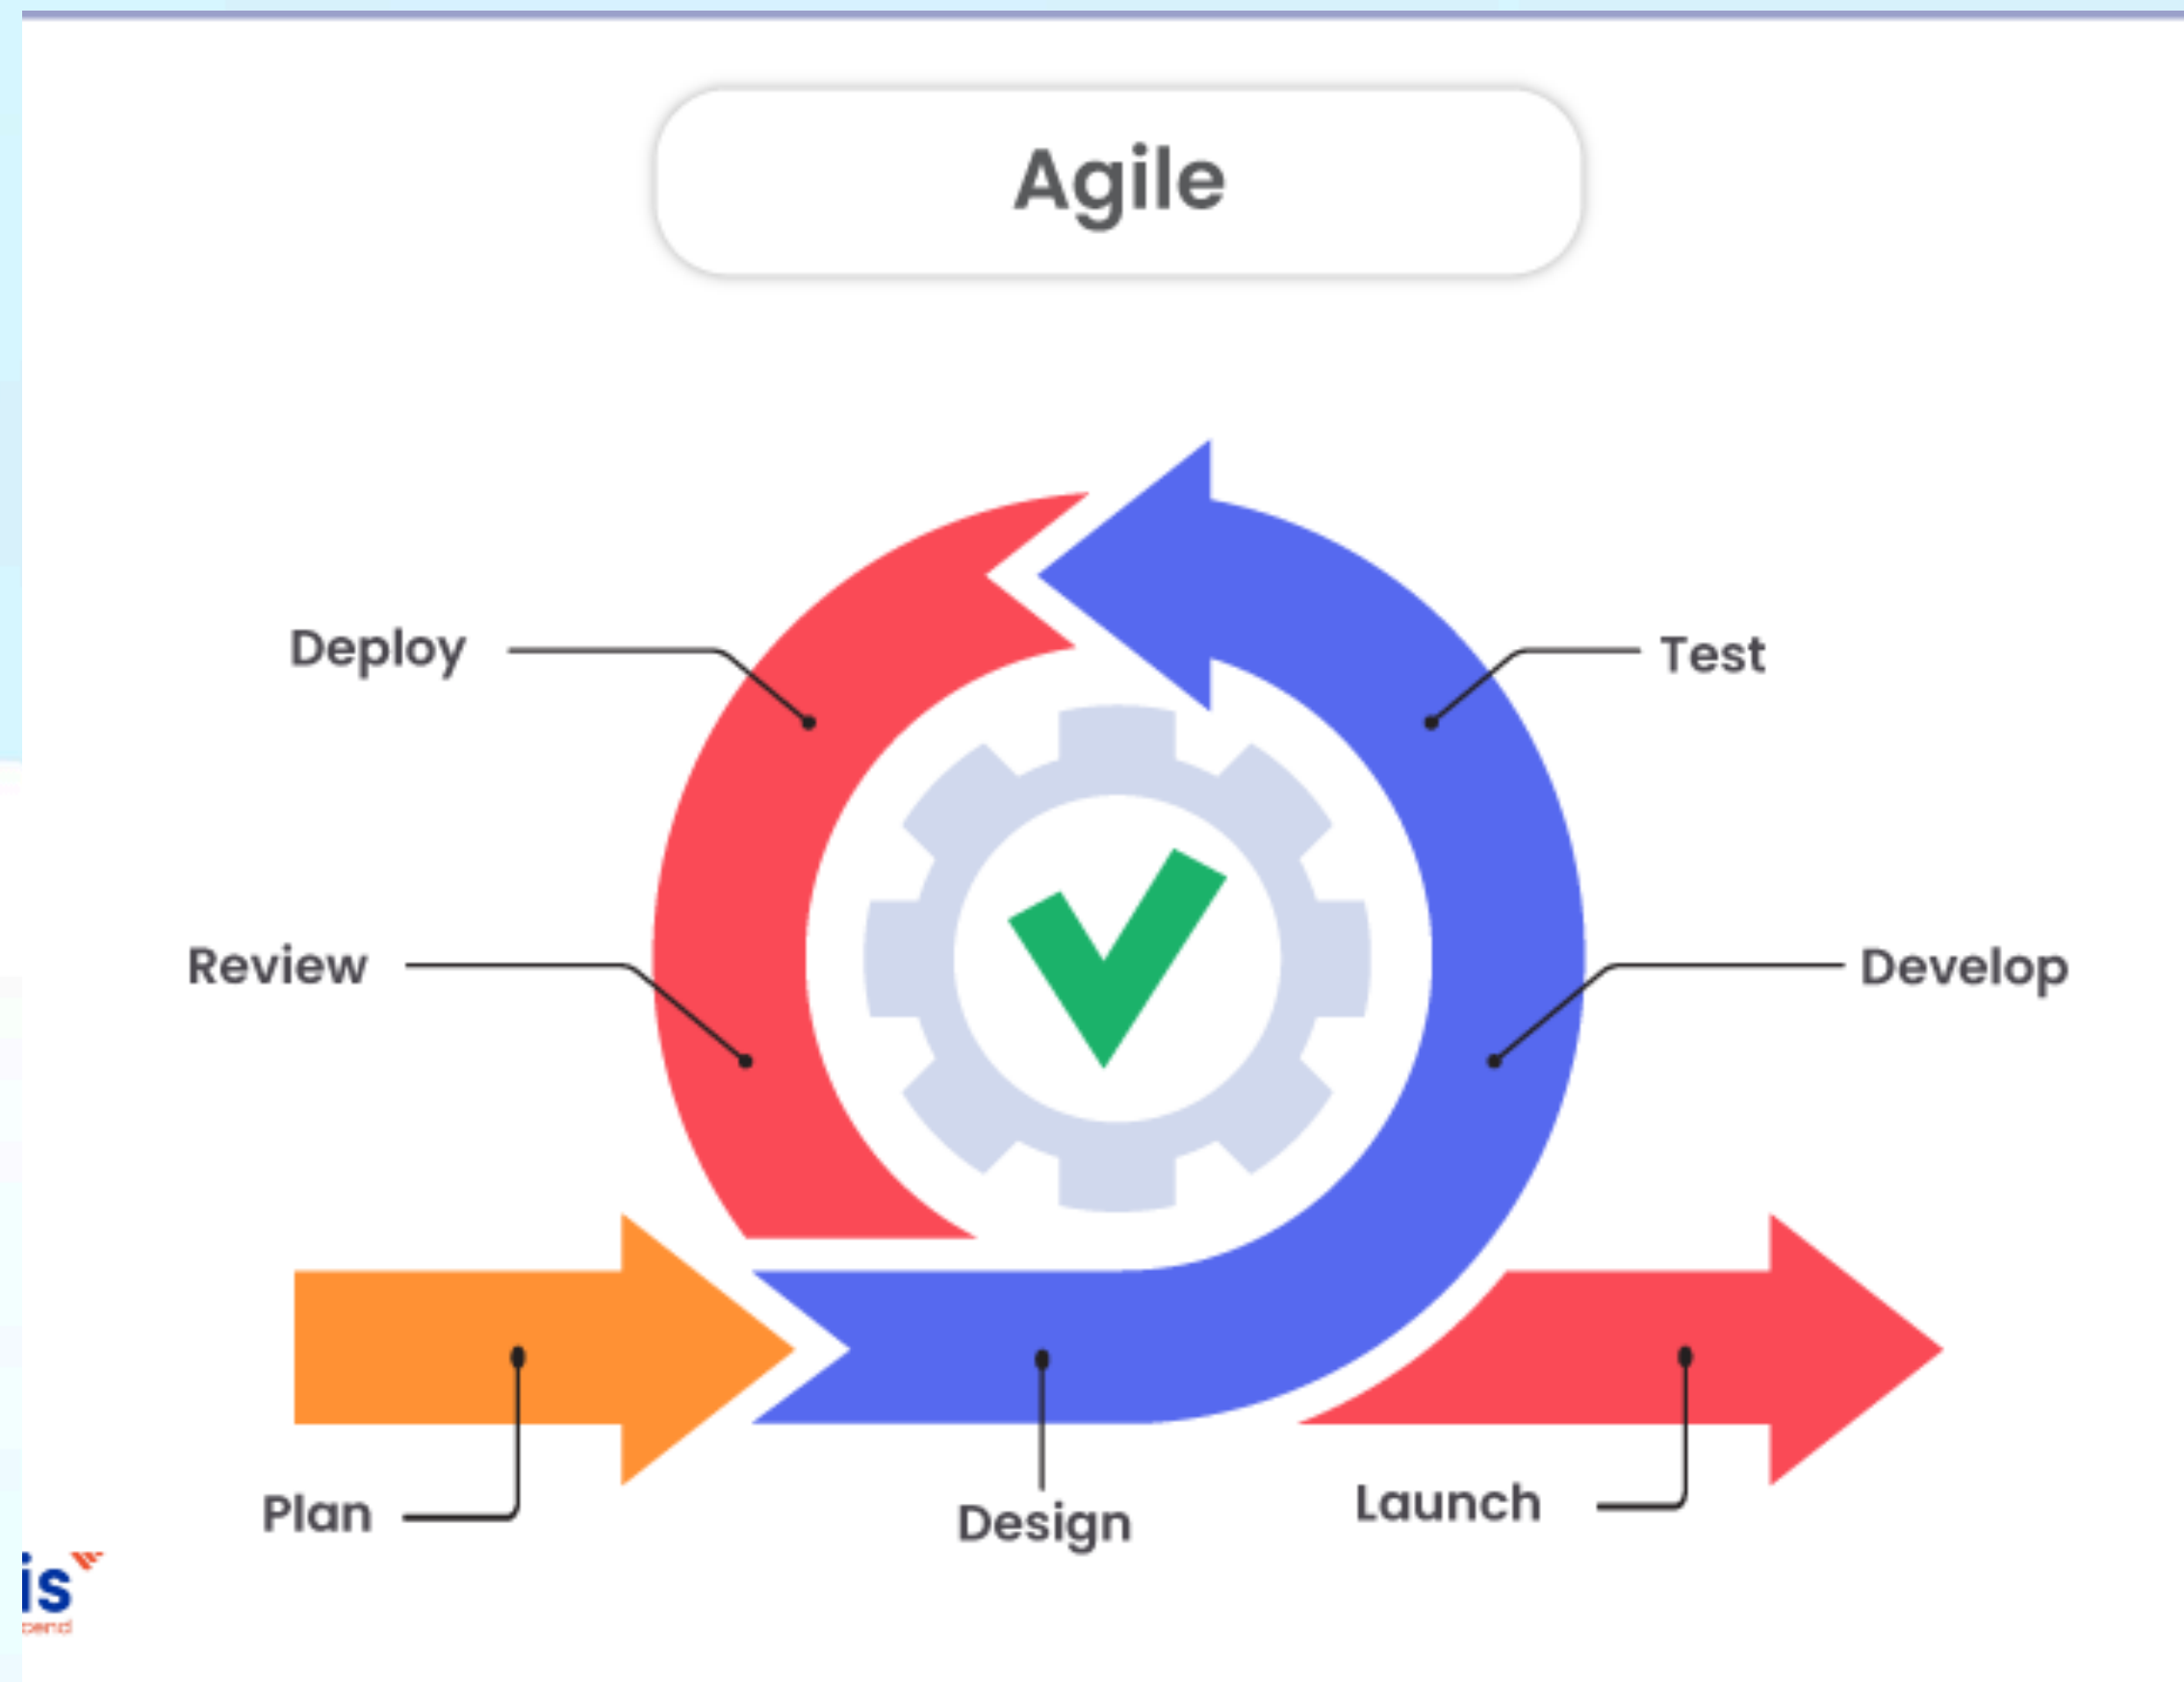 Agile
Deploy
Test
Review
Develop
Plan
Design
Launch
is